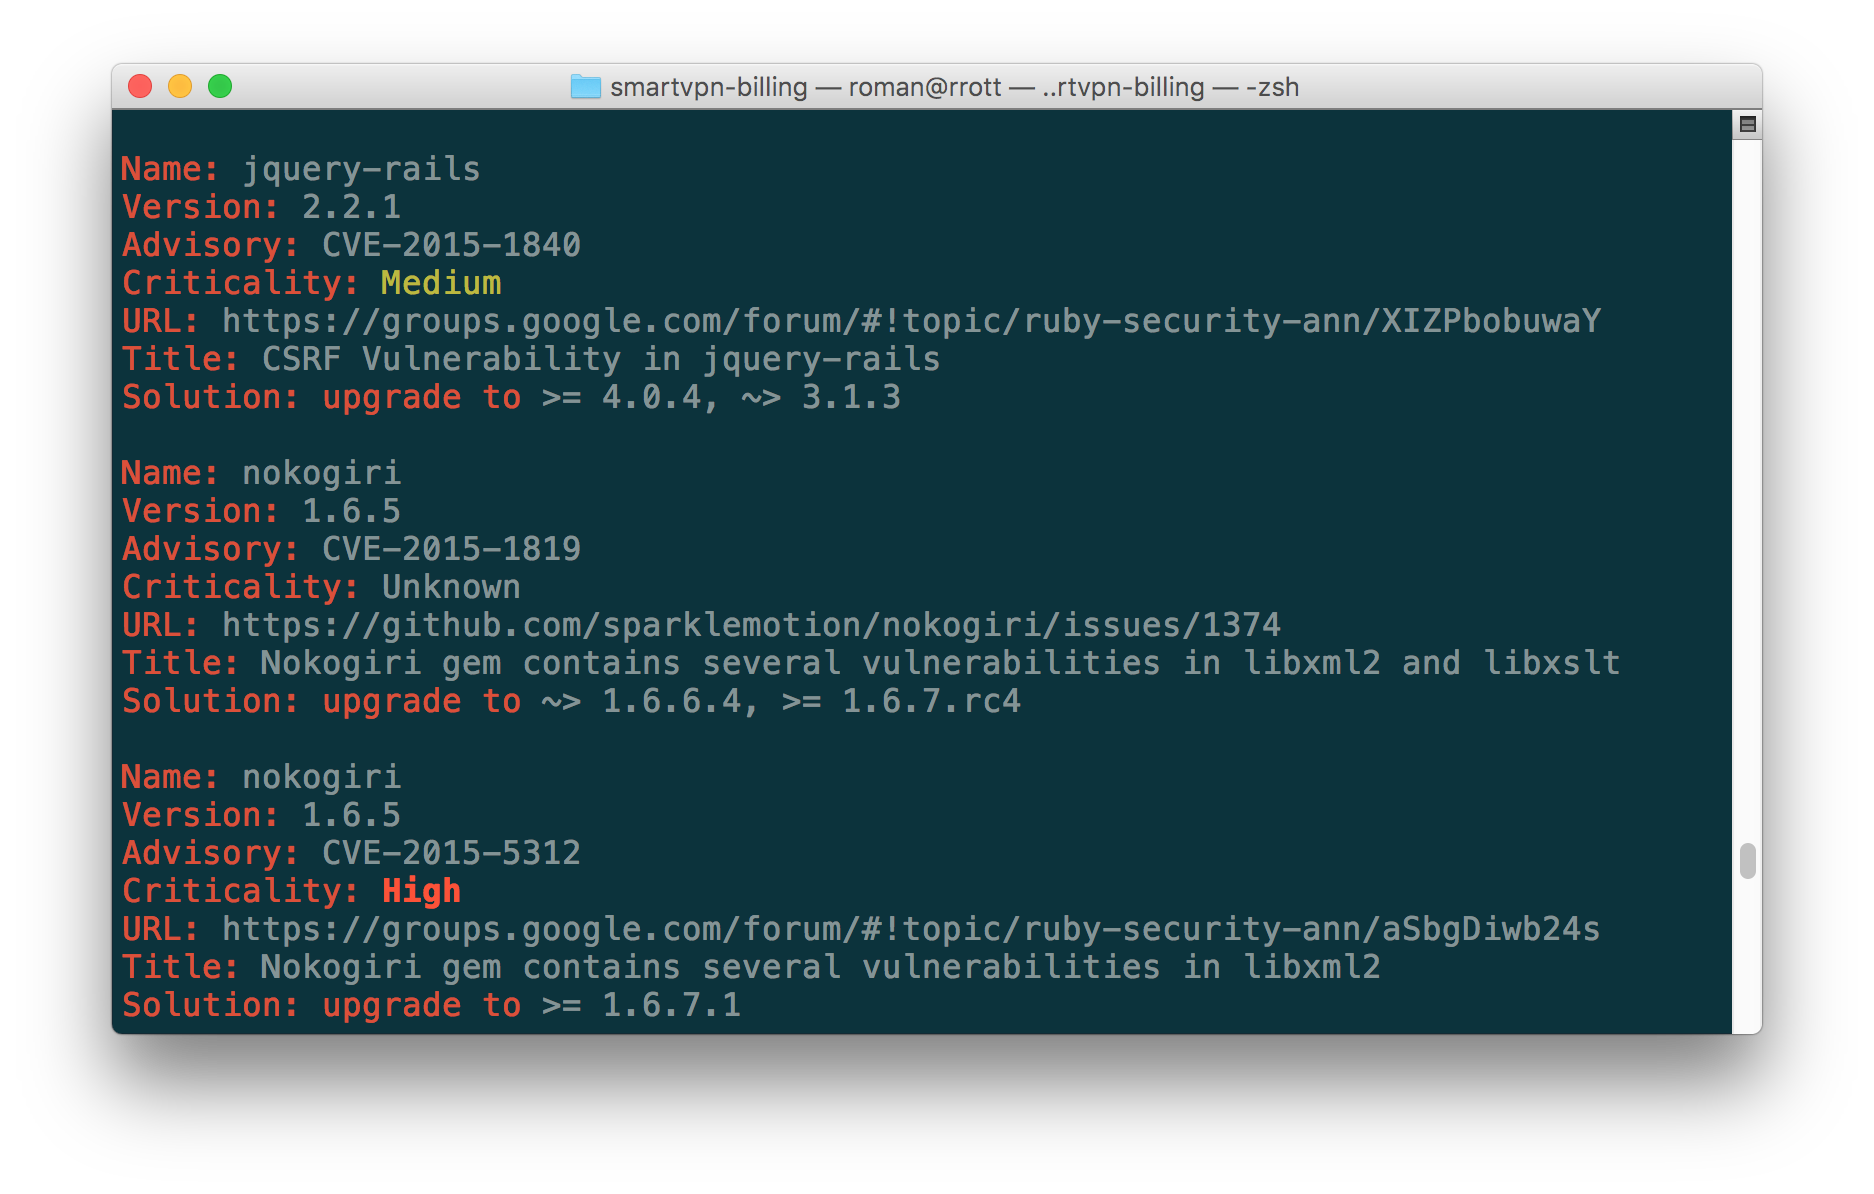 smartvpn-billing — roman@rrott — ..rtvpn-billing — -zsh
Name: jquery-rails
Version: 2.2.1
Advisory: CVE-2015-1840
Criticality: Medium
URL: https://groups.google.com/forum/#!topic/ruby-security-ann/XIZPbobuwaY
Title: CSRF Vulnerability in jquery-rails
Solution: upgrade to >= 4.0.4, ~> 3.1.3
Name: nokogiri
Version: 1.6.5
Advisory: CVE-2015-1819
Criticality: Unknown
URL: https://github.com/sparklemotion/nokogiri/issues/1374
Title: Nokogiri gem contains several vulnerabilities in libxml2 and libxslt
Solution: upgrade to ~> 1.6.6.4, >= 1.6.7.rc4
Name: nokogiri
Version: 1.6.5
Advisory: CVE-2015-5312
Criticality: High
URL: https://groups.google.com/forum/#!topic/ruby-security-ann/aSbgDiwb24s
Title: Nokogiri gem contains several vulnerabilities in libxml2
Solution: upgrade to >= 1.6.7.1